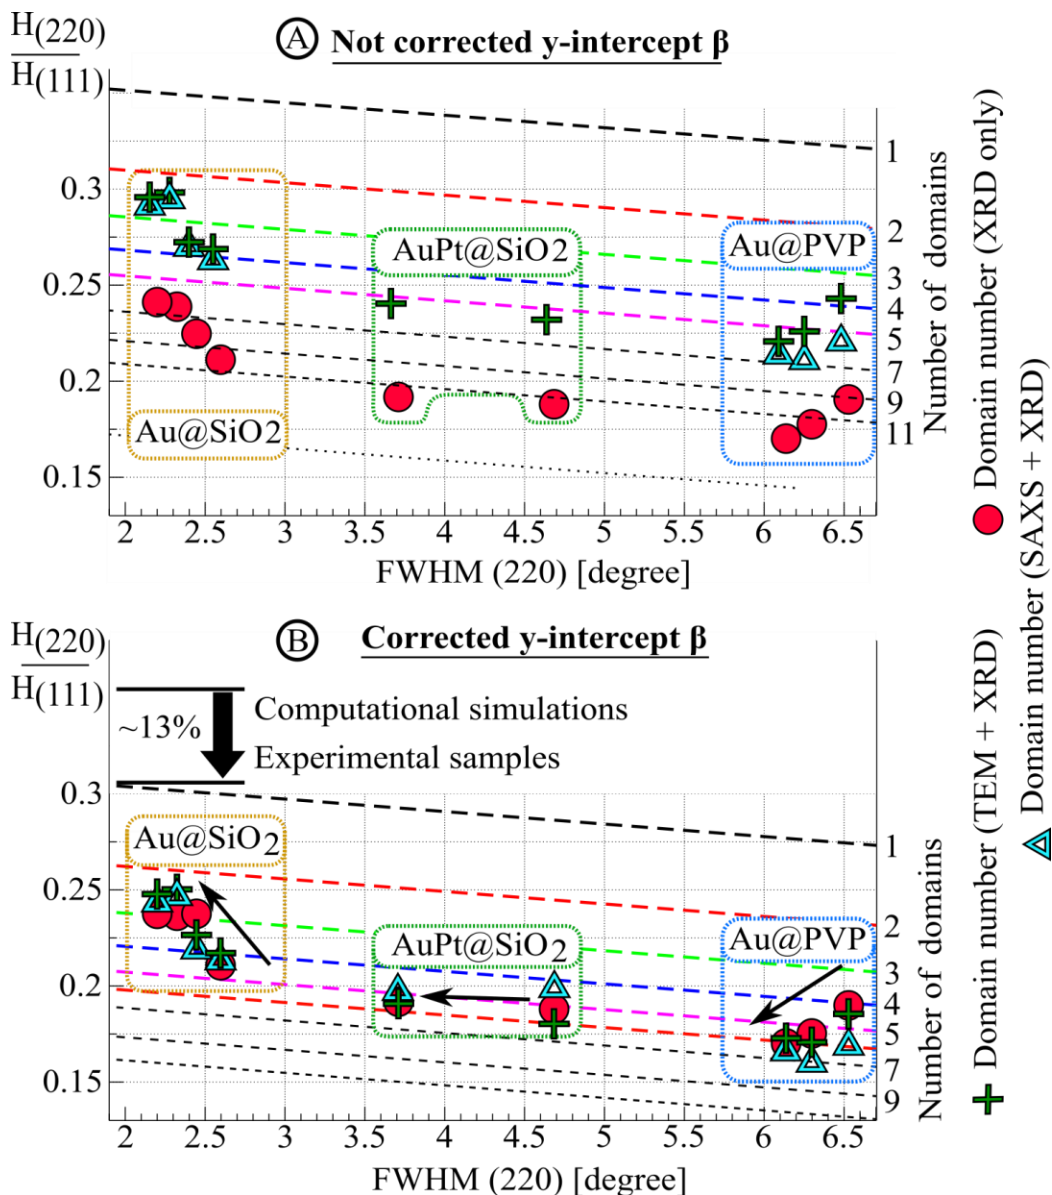 H(220)
H(111)
A Not corrected y-intercept β
0.3
0.25
0.2
0.15
Au@SiO2
AuPt@SiO2
Au@PVP
1
2
3
4
5
7
9
11
Number of domains
2 2.5 3 3.5 4 4.5 5 5.5 6 6.5
FWHM (220) [degree]
H(220)
H(111)
B Corrected y-intercept β
~13%
Computational simulations
Experimental samples
0.3
0.25
0.2
0.15
Au@SiO2
AuPt@SiO2
Au@PVP
1
2
3
4
5
7
9
Number of domains
2 2.5 3 3.5 4 4.5 5 5.5 6 6.5
FWHM (220) [degree]
Domain number (XRD only)
Domain number (TEM + XRD)
Domain number (SAXS + XRD)